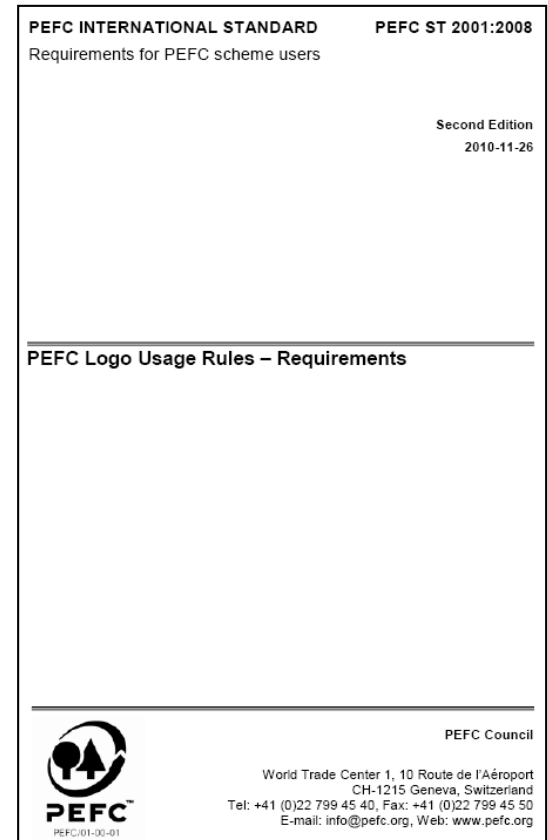 PEFC INTERNATIONAL STANDARD PEFC ST 2001:2008
Requirements for PEFC scheme users
Second Edition
2010-11-26
PEFC Logo Usage Rules – Requirements
PEFC Council
World Trade Center 1, 10 Route de l'Aéroport
CH-1215 Geneva, Switzerland
Tel: +41 (0)22 799 45 40, Fax: +41 (0)22 799 45 50
E-mail: info@pefc.org, Web: www.pefc.org
PEFC™
PEFC/01-00-01